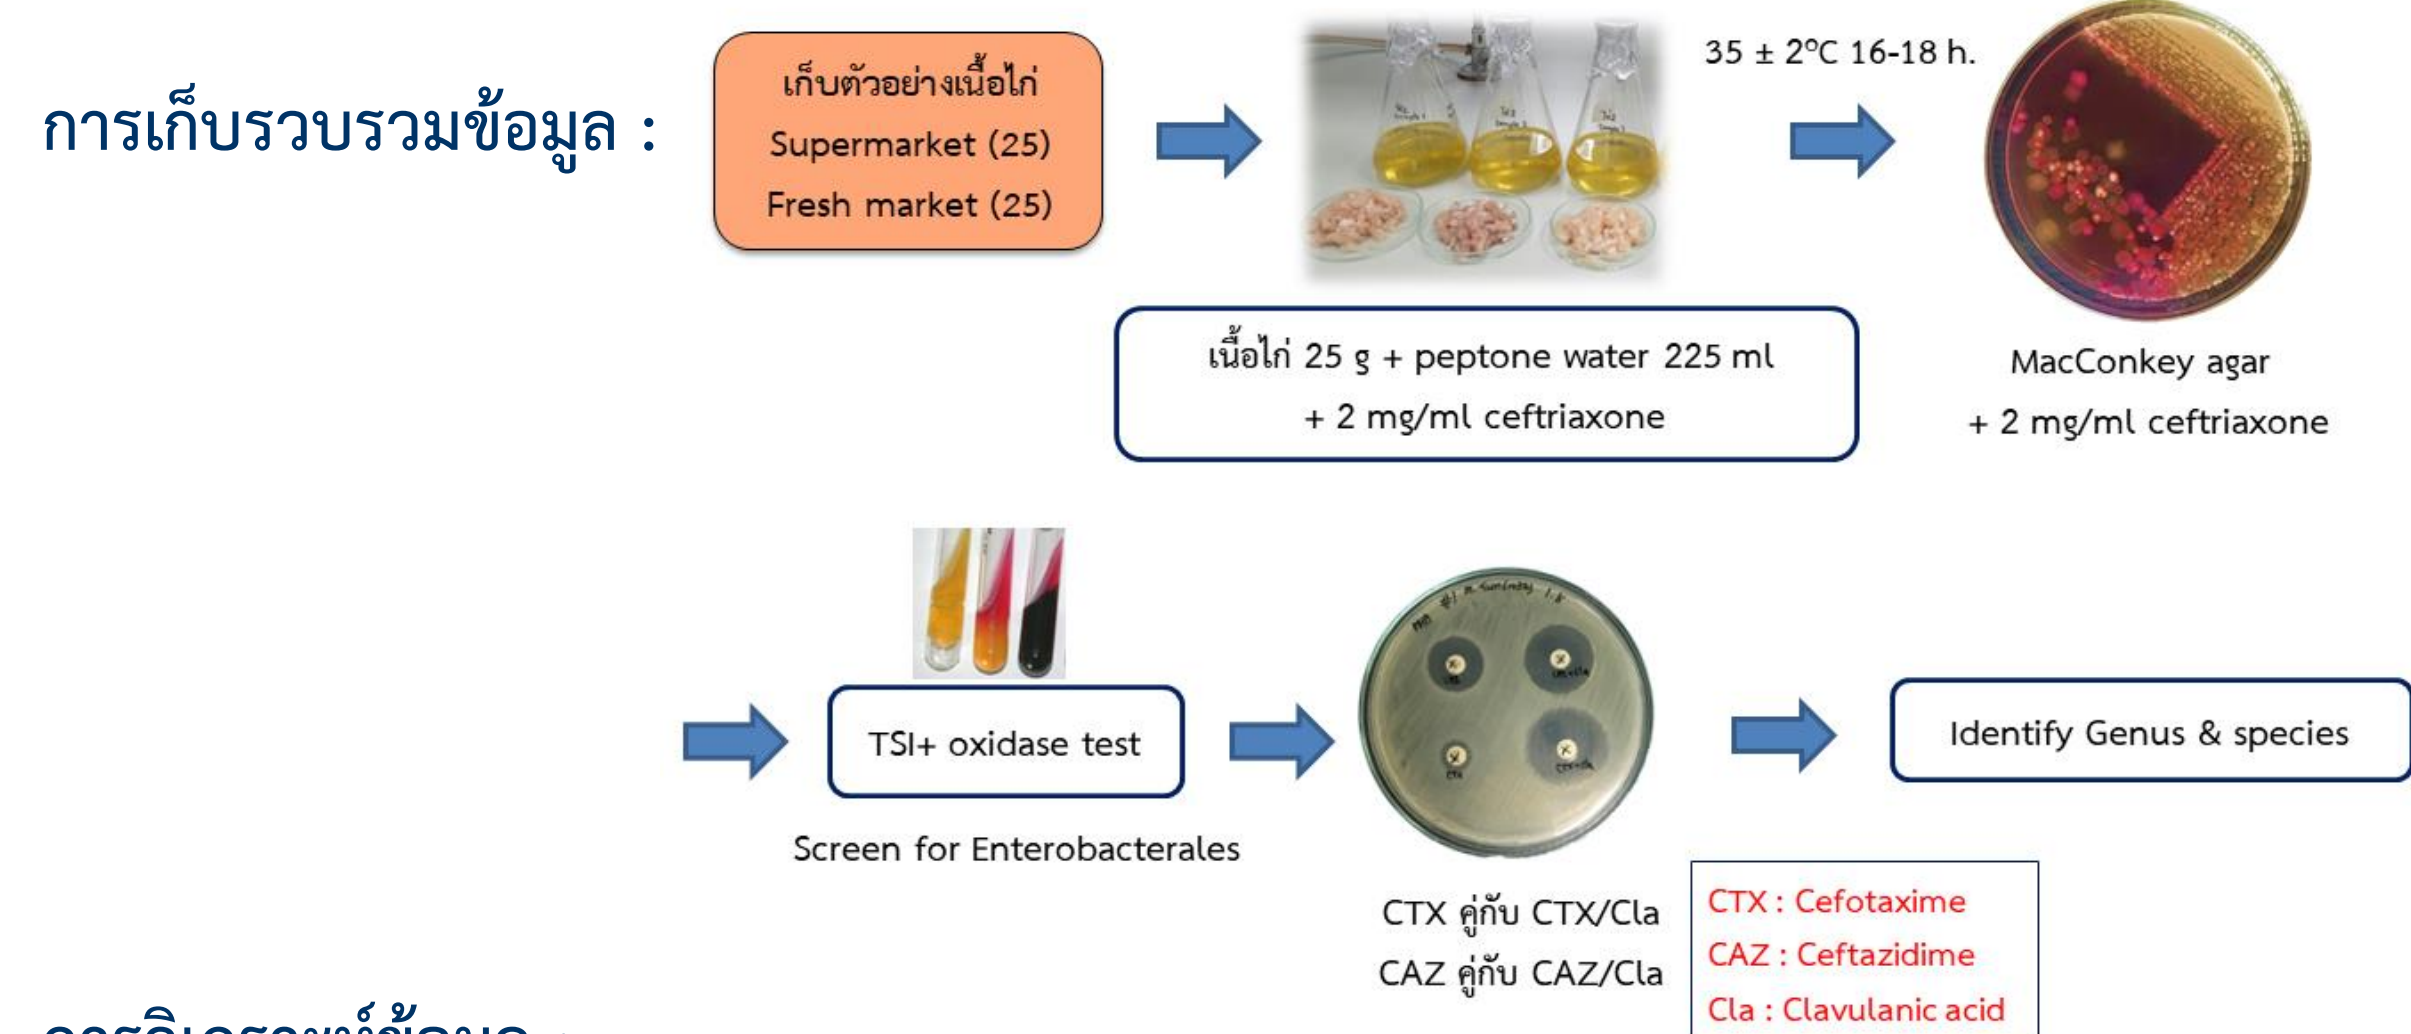 การเก็บรวบรวมข้อมูล :
เก็บตัวอย่างเนื้อไก่
Supermarket (25)
Fresh market (25)
35 ± 2ºC 16-18 h.
เนื้อไก่ 25 g + peptone water 225 ml
+ 2 mg/ml ceftriaxone
MacConkey agar
+ 2 mg/ml ceftriaxone
TSI+ oxidase test
Screen for Enterobacterales
CTX คู่กับ CTX/Cla
CAZ คู่กับ CAZ/Cla
Identify Genus & species
CTX : Cefotaxime
CAZ : Ceftazidime
Cla : Clavulanic acid